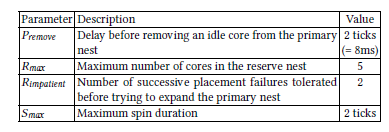 Parameter Description Value
Premove Delay before removing an idle core from the primary 2 ticks
nest (= 8ms)
Rmax Maximum number of cores in the reserve nest 5
Rimpatient Number of successive placement failures tolerated 2
before trying to expand the primary nest
Smax Maximum spin duration 2 ticks